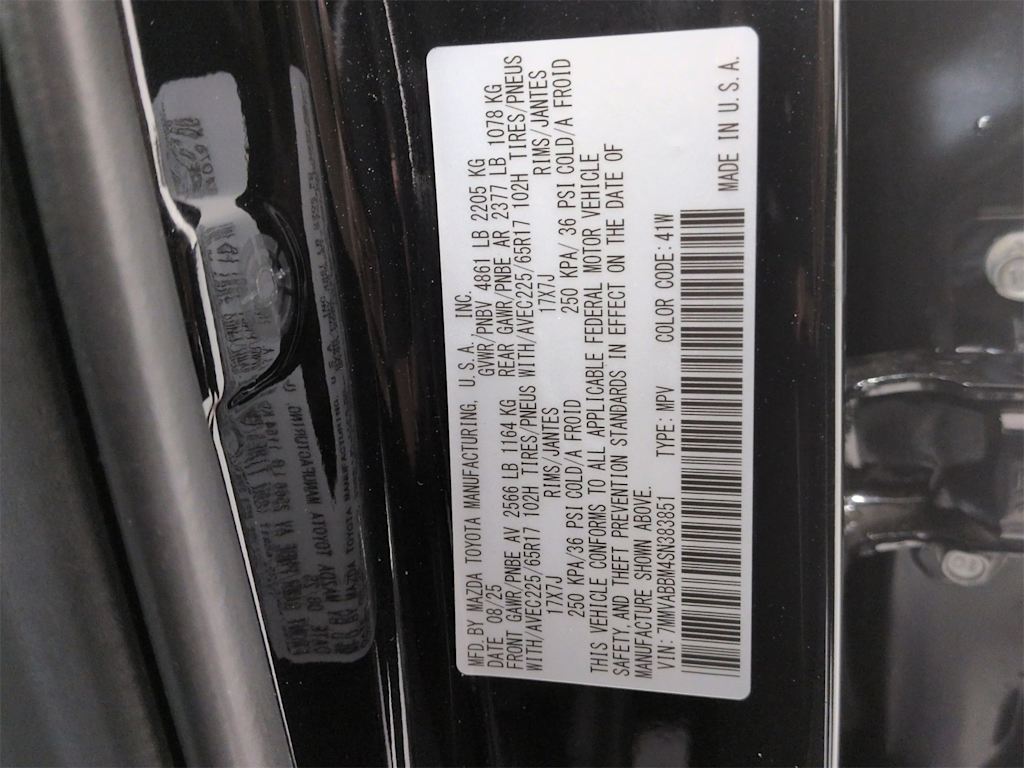 MFD. BY MAZDA TOYOTA MANUFACTURING, U.S.A. INC.
DATE 08/25 GVWR/PNBV 4861 LB 2205 KG
FRONT GAWR/PNBE AV 2566 LB 1164 KG REAR GAWR/PNBE AR 2377 LB 1078 KG
WITH/AVEC225/65R17 102H TIRES/PNEUS WITH/AVEC225/65R17 102H TIRES/PNEUS
17X7J RIMS/JANTES 17X7J RIMS/JANTES
250 KPA/36 PSI COLD/A FROID 250 KPA/ 36 PSI COLD/A FROID
THIS VEHICLE CONFORMS TO ALL APPLICABLE FEDERAL MOTOR VEHICLE
SAFETY AND THEFT PREVENTION STANDARDS IN EFFECT ON THE DATE OF
MANUFACTURE SHOWN ABOVE.
VIN: 7MMVABBW4SN383851 TYPE: MPV COLOR CODE: 41W
MADE IN U.S.A.